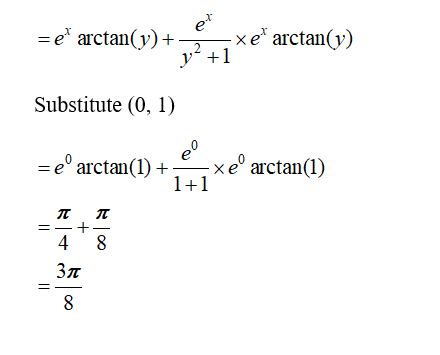 = e^x arctan(y) + e^x / (y^2 + 1) × e^x arctan(y)
Substitute (0, 1)
= e^0 arctan(1) + e^0 / (1+1) × e^0 arctan(1)
= π/4 + π/8
= 3π/8